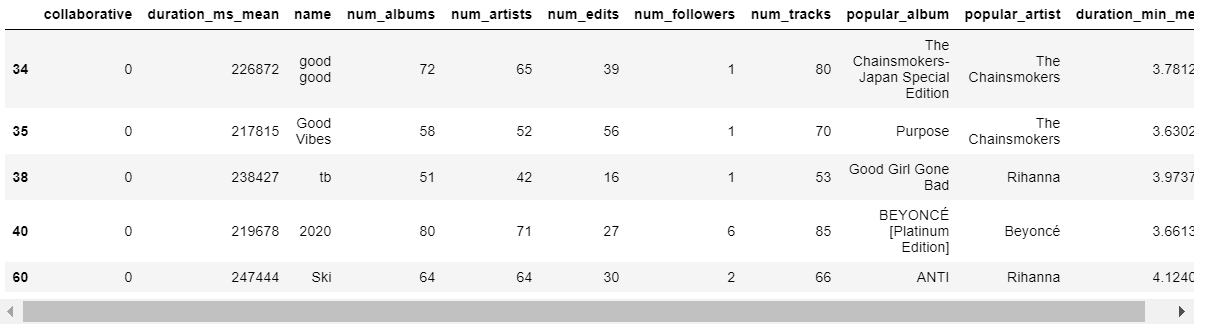 collaborative duration_ms_mean name num_albums num_artists num_edits num_followers num_tracks popular_album popular_artist duration_min_me
34 0 226872 good good 72 65 39 1 80 The Chainsmokers- Japan Special Edition The Chainsmokers 3.7812
35 0 217815 Good Vibes 58 52 56 1 70 Purpose The Chainsmokers 3.6302
38 0 238427 tb 51 42 16 1 53 Good Girl Gone Bad Rihanna 3.9737
40 0 219678 2020 80 71 27 6 85 BEYONCÉ [Platinum Edition] Beyoncé 3.6613
60 0 247444 Ski 64 64 30 2 66 ANTI Rihanna 4.1240